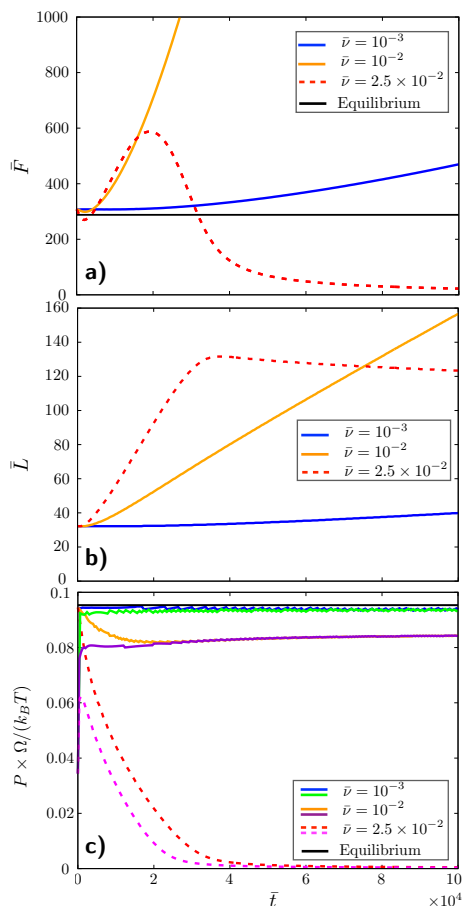 1000
800
600
400
200
0
F̄
ν̄ = 10⁻³
ν̄ = 10⁻²
ν̄ = 2.5 × 10⁻²
Equilibrium
a)
160
140
120
100
80
60
40
20
0
L̄
ν̄ = 10⁻³
ν̄ = 10⁻²
ν̄ = 2.5 × 10⁻²
b)
0.1
0.08
0.06
0.04
0.02
0
P × Ω/(k_BT)
ν̄ = 10⁻³
ν̄ = 10⁻²
ν̄ = 2.5 × 10⁻²
Equilibrium
c)
0 2 4 6 8 10
t̄ ×10⁴